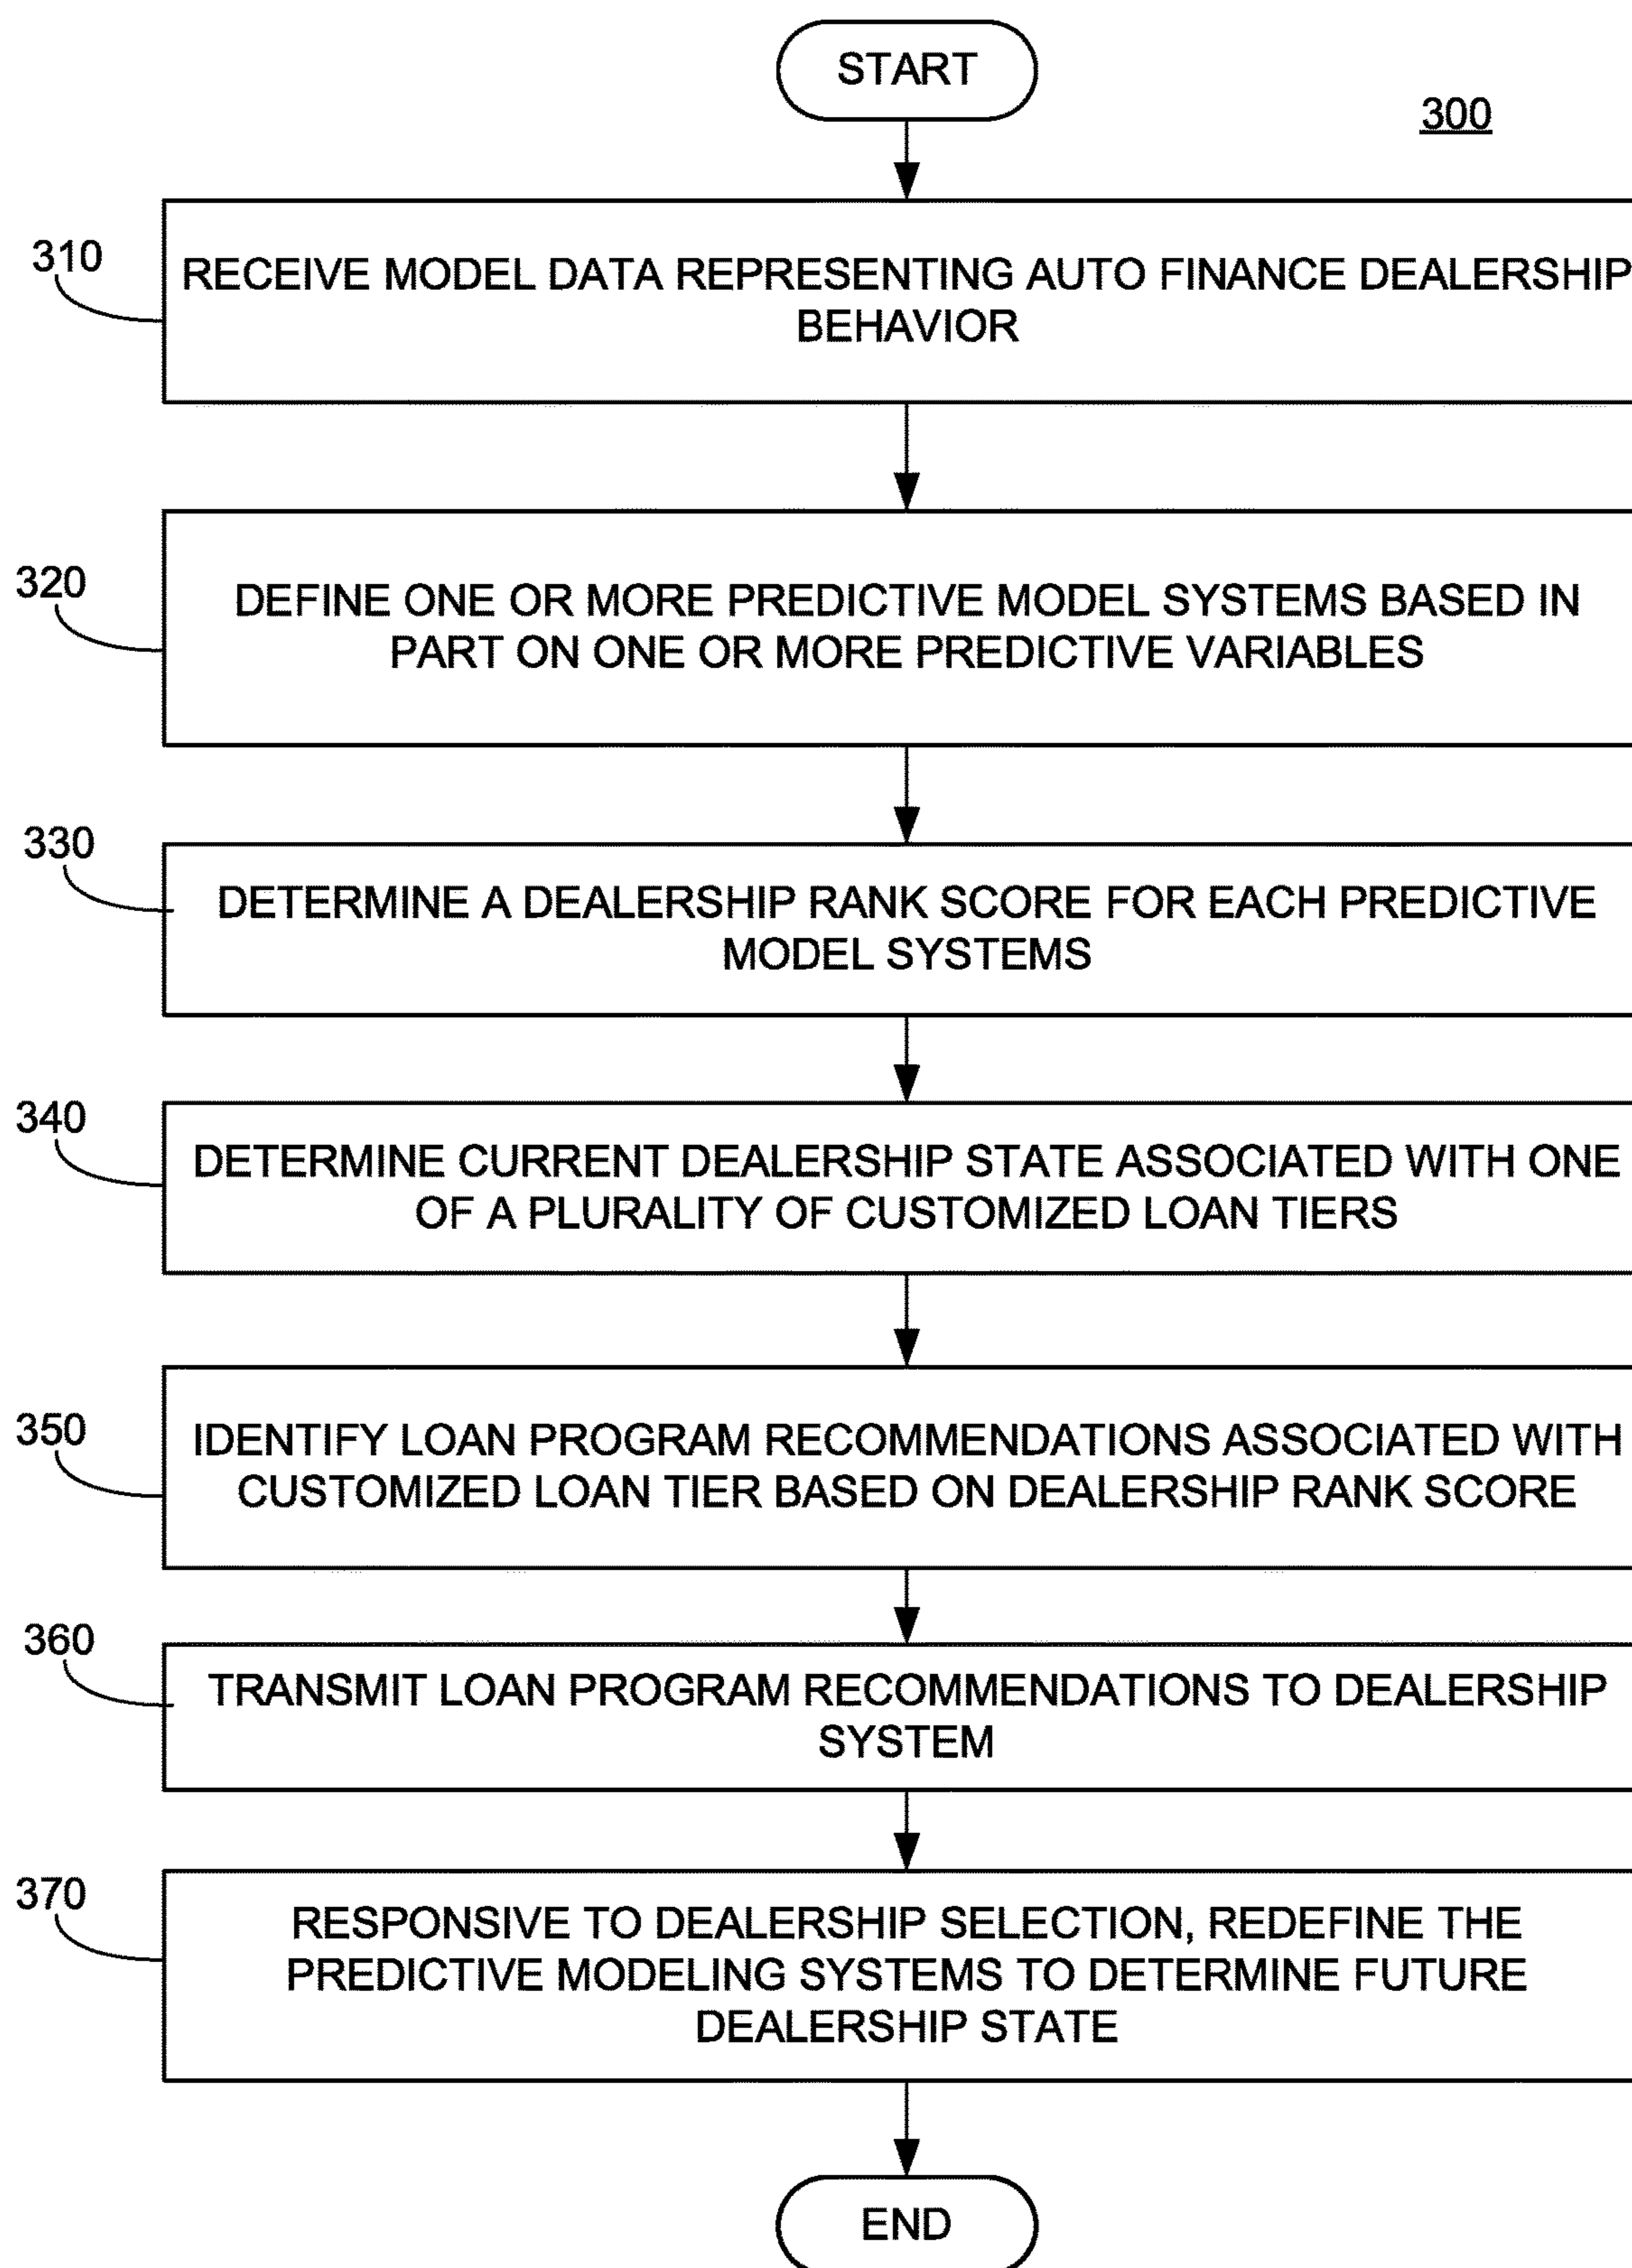 START
300
310
RECEIVE MODEL DATA REPRESENTING AUTO FINANCE DEALERSHIP
BEHAVIOR
320
DEFINE ONE OR MORE PREDICTIVE MODEL SYSTEMS BASED IN
PART ON ONE OR MORE PREDICTIVE VARIABLES
330
DETERMINE A DEALERSHIP RANK SCORE FOR EACH PREDICTIVE
MODEL SYSTEMS
340
DETERMINE CURRENT DEALERSHIP STATE ASSOCIATED WITH ONE
OF A PLURALITY OF CUSTOMIZED LOAN TIERS
350
IDENTIFY LOAN PROGRAM RECOMMENDATIONS ASSOCIATED WITH
CUSTOMIZED LOAN TIER BASED ON DEALERSHIP RANK SCORE
360
TRANSMIT LOAN PROGRAM RECOMMENDATIONS TO DEALERSHIP
SYSTEM
370
RESPONSIVE TO DEALERSHIP SELECTION, REDEFINE THE
PREDICTIVE MODELING SYSTEMS TO DETERMINE FUTURE
DEALERSHIP STATE
END